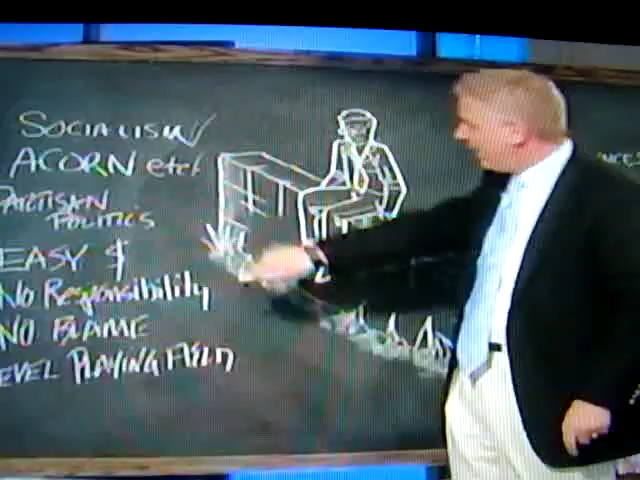 SOCIALISM
ACORN etc!
PARTISAN
POLITICS
EASY $
No Responsibility
NO BLAME
LEVEL PLAYING FIELD